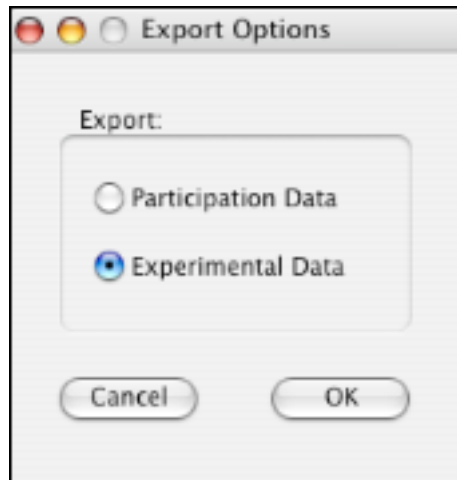 Export Options
Export:
Participation Data
Experimental Data
Cancel OK